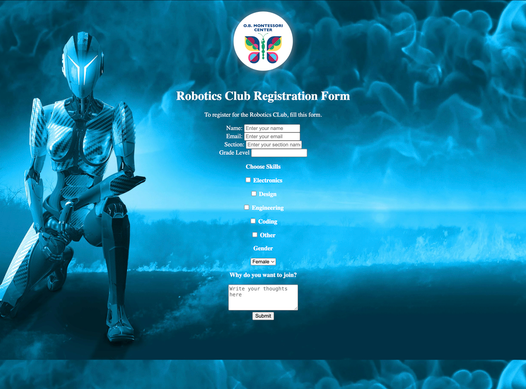 O.B. MONTESSORI
CENTER
Robotics Club Registration Form
To register for the Robotics CLub, fill this form.
Name: Enter your name
Email: Enter your email
Section: Enter your section nam
Grade Level
Choose Skills
Electronics
Design
Engineering
Coding
Other
Gender
Female
Why do you want to join?
Write your thoughts
here
Submit